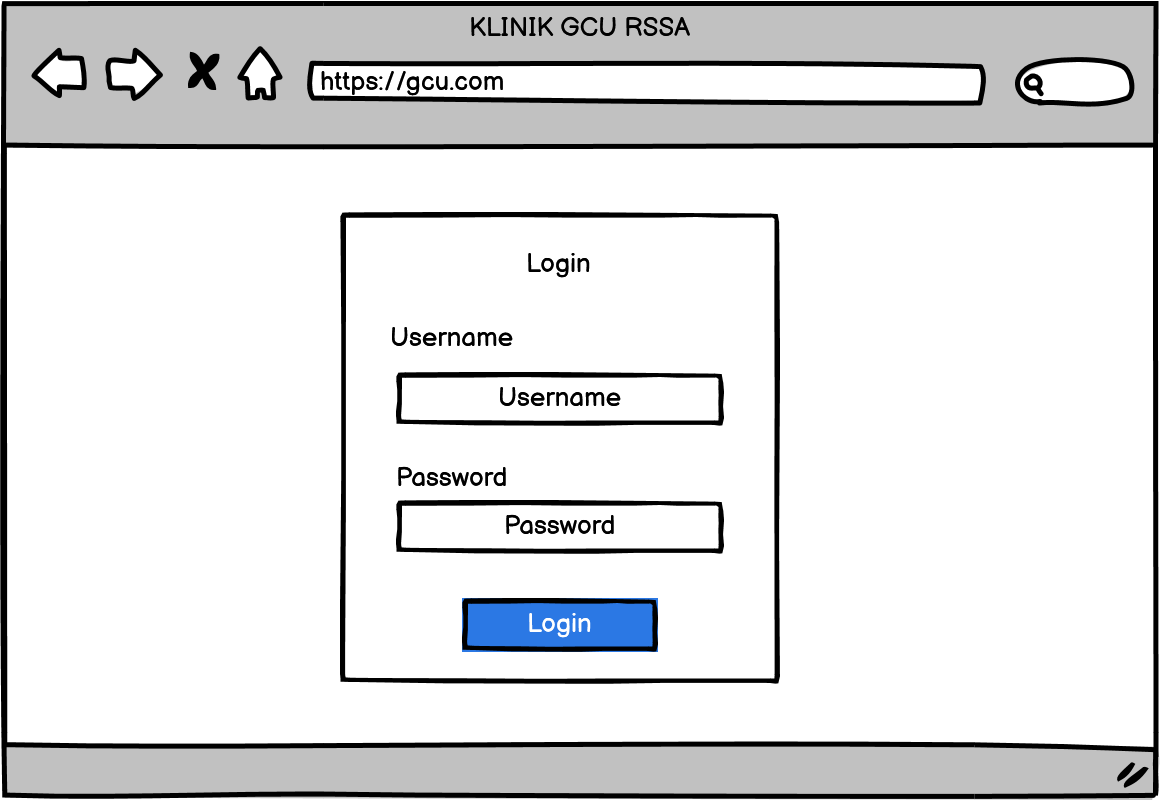 KLINIK GCU RSSA
https://gcu.com
Login
Username
Username
Password
Password
Login